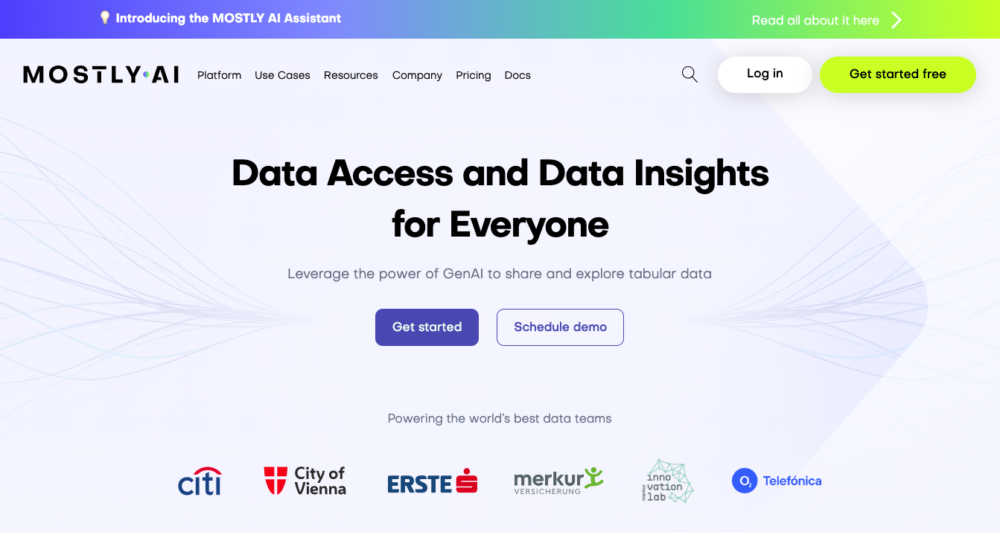 💡 Introducing the MOSTLY AI Assistant
Read all about it here
MOSTLY AI
Platform
Use Cases
Resources
Company
Pricing
Docs
Log in
Get started free
Data Access and Data Insights
for Everyone
Leverage the power of GenAI to share and explore tabular data
Get started
Schedule demo
Powering the world's best data teams
citi
City of
Vienna
ERSTE
merkur
VERSICHERUNG
merkur
inno
vation
lab
O2
Telefónica